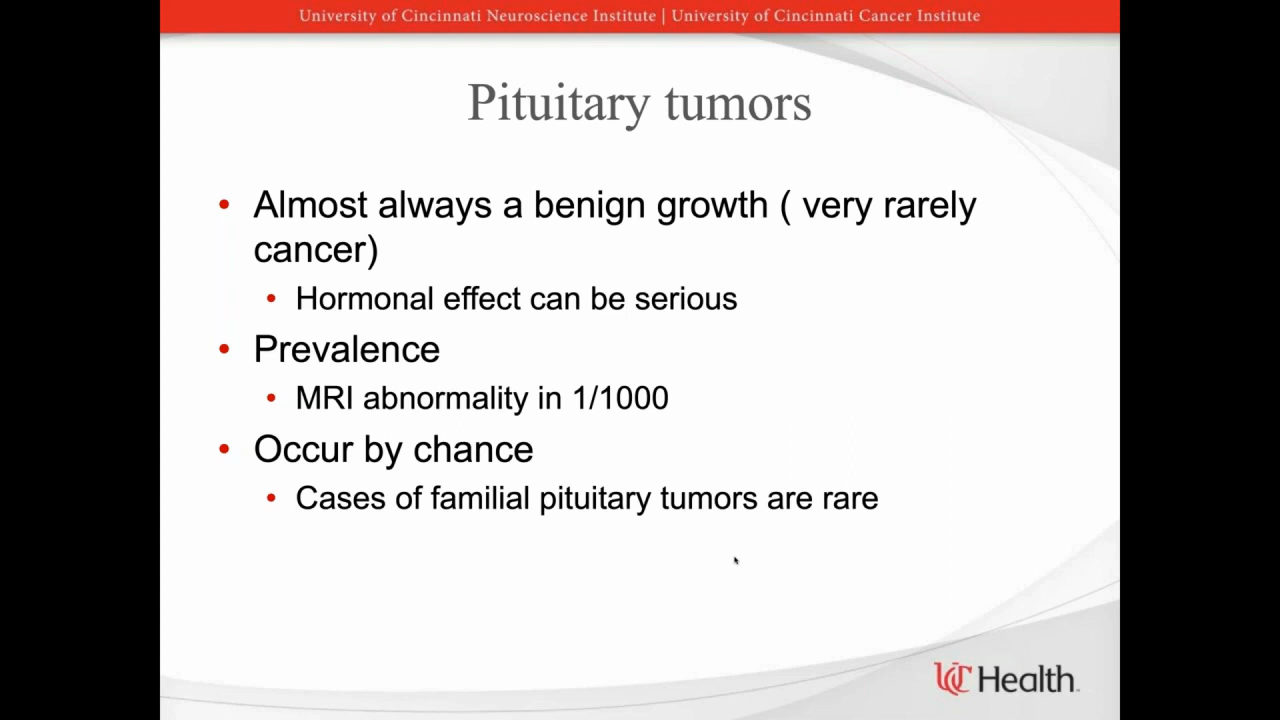 University of Cincinnati Neuroscience Institute | University of Cincinnati Cancer Institute
Pituitary tumors
• Almost always a benign growth ( very rarely
cancer)
• Hormonal effect can be serious
• Prevalence
• MRI abnormality in 1/1000
• Occur by chance
• Cases of familial pituitary tumors are rare
UC Health.